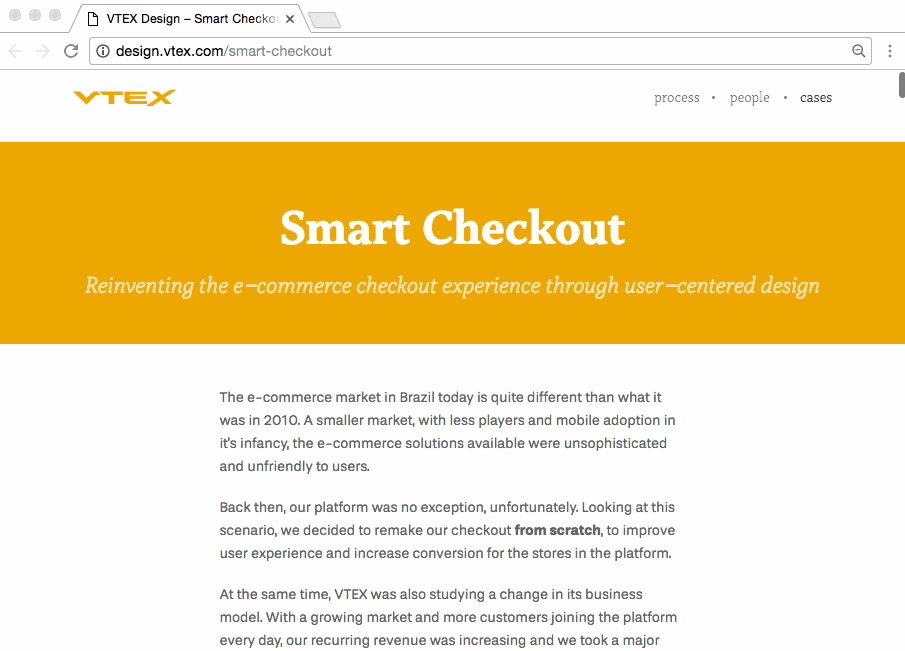 VTEX Design – Smart Checkou
design.vtex.com/smart-checkout
VTEX
process • people • cases
Smart Checkout
Reinventing the e–commerce checkout experience through user–centered design
The e-commerce market in Brazil today is quite different than what it
was in 2010. A smaller market, with less players and mobile adoption in
it's infancy, the e-commerce solutions available were unsophisticated
and unfriendly to users.
Back then, our platform was no exception, unfortunately. Looking at this
scenario, we decided to remake our checkout from scratch, to improve
user experience and increase conversion for the stores in the platform.
At the same time, VTEX was also studying a change in its business
model. With a growing market and more customers joining the platform
every day, our recurring revenue was increasing and we took a major